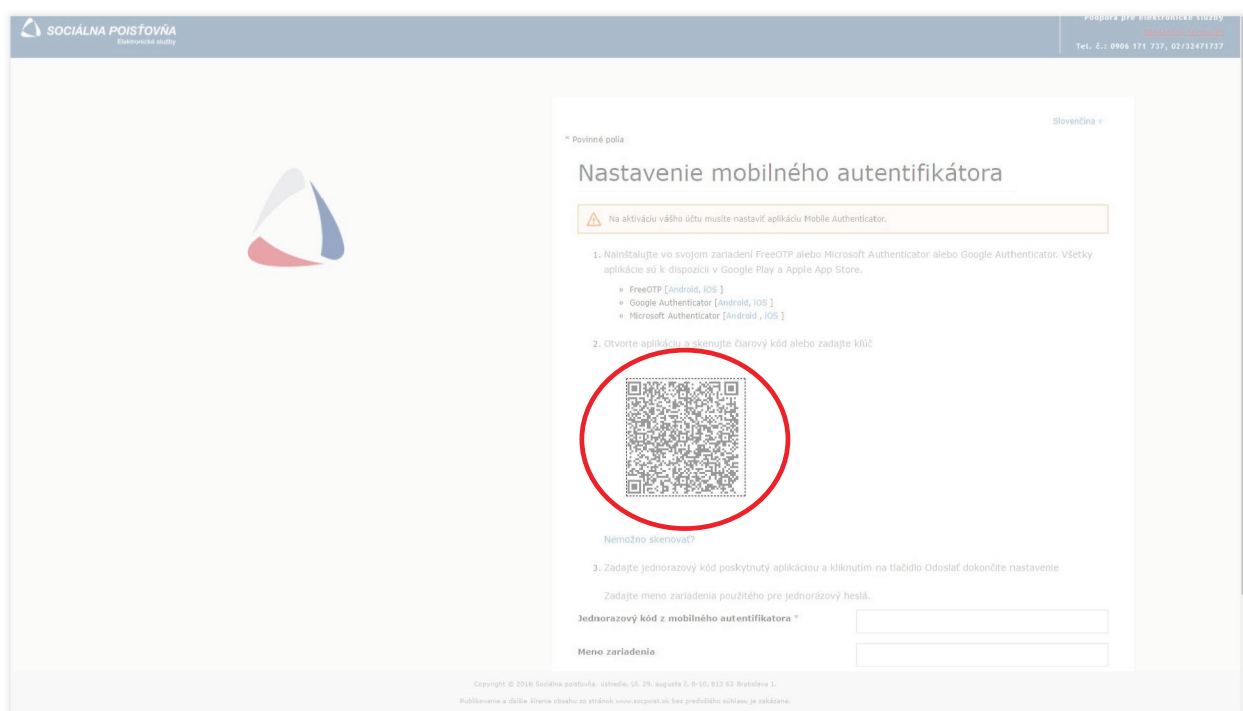 SOCIÁLNA POISŤOVŇA
Elektronické služby
Podpora pre elektronické služby
Tel. č.: 0906 171 737, 02/32471737
Slovenčina
* Povinné polia
Nastavenie mobilného autentifikátora
Na aktiváciu vášho účtu musíte nastaviť aplikáciu Mobile Authenticator.
1. Nainštalujte vo svojom zariadení FreeOTP alebo Microsoft Authenticator alebo Google Authenticator. Všetky
aplikácie sú k dispozícii v Google Play a Apple App Store.
FreeOTP [Android, iOS ]
Google Authenticator [Android, iOS ]
Microsoft Authenticator [Android , iOS ]
2. Otvorte aplikáciu a skenujte čiarový kód alebo zadajte kľúč
Nemožno skenovať?
3. Zadajte jednorazový kód poskytnutý aplikáciou a kliknutím na tlačidlo Odoslať dokončite nastavenie
Zadajte meno zariadenia použitého pre jednorázový heslá.
Jednorazový kód z mobilného autentifikatora *
Meno zariadenia
Copyright © 2016 Sociálna poisťovňa, ústredie, Ul. 29. augusta č. 8-10, 813 63 Bratislava 1.
Publikovanie a ďalšie šírenie obsahu zo stránok www.socpoist.sk bez predošlého súhlasu je zakázané.